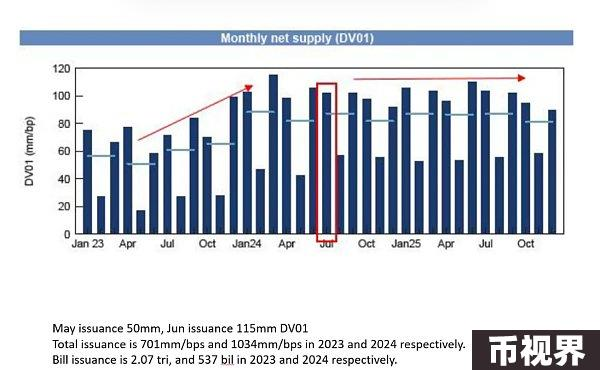 Monthly net supply (DV01)
120
100
80
60
40
20
0
DV01 (mm/bp)
Jan 23 Apr Jul Oct Jan24 Apr Jul Oct Jan25 Apr Jul Oct
May issuance 50mm, Jun issuance 115mm DV01
Total issuance is 701mm/bps and 1034mm/bps in 2023 and 2024 respectively.
Bill issuance is 2.07 tri, and 537 bil in 2023 and 2024 respectively.
币视界